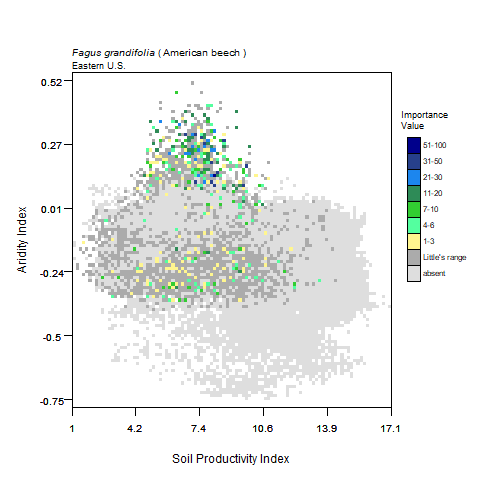 Fagus grandifolia ( American beech )
Eastern U.S.
0.52
0.27
0.01
-0.24
-0.5
-0.75
Aridity Index
1 4.2 7.4 10.6 13.9 17.1
Soil Productivity Index
Importance
Value
51-100
31-50
21-30
11-20
7-10
4-6
1-3
Little's range
absent